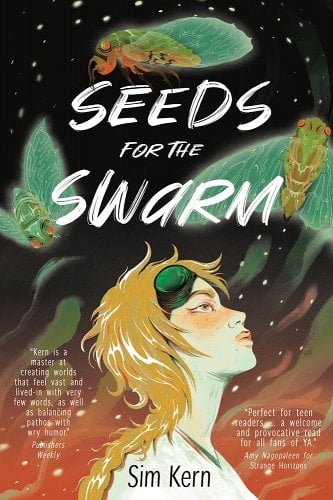 SEEDS
FOR THE
SWARM
"Kern is a
master at
creating worlds
that feel vast and
lived-in with very
few words, as well
as balancing
pathos with
wry humor."
Publishers
Weekly
"Perfect for teen
readers ... a welcome
and provocative read
for all fans of YA."
Amy Nagopaleen for
Strange Horizons
Sim Kern